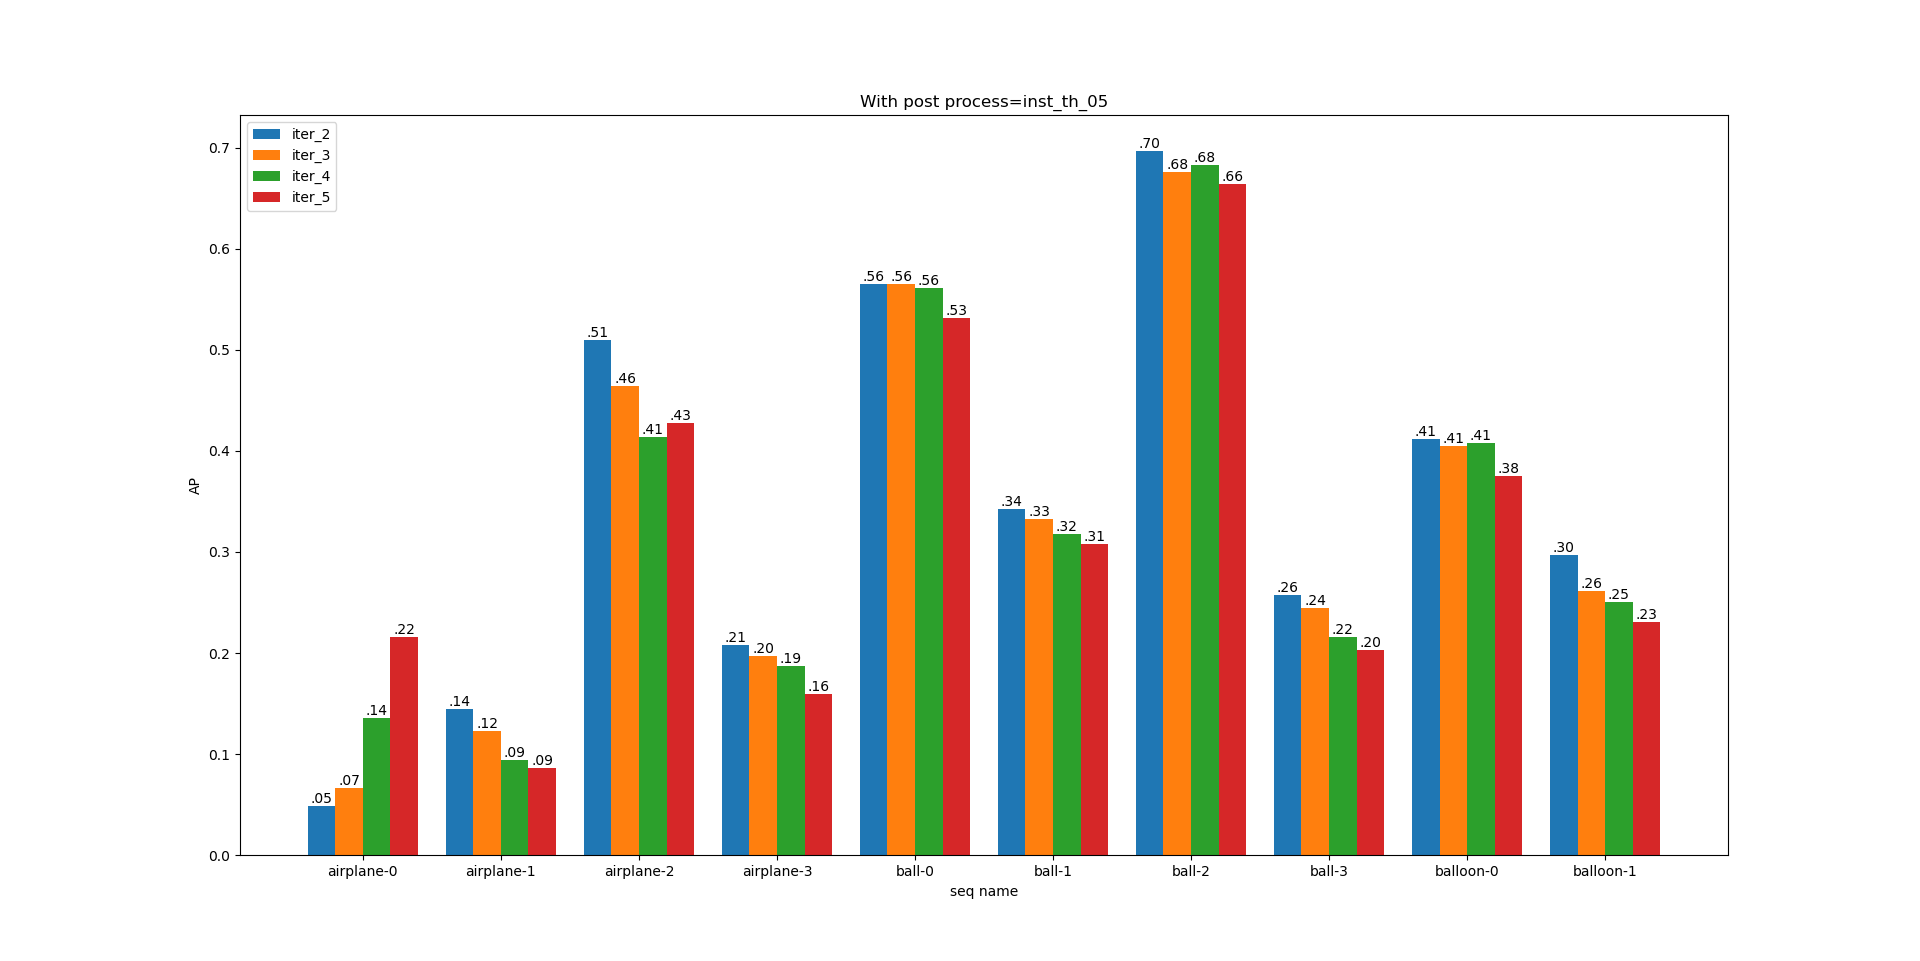 With post process=inst_th_05
iter_2
iter_3
iter_4
iter_5
0.7
0.6
0.5
0.4
0.3
0.2
0.1
0.0
AP
.05 .07 .14 .22
.14 .12 .09 .09
.51 .46 .41 .43
.21 .20 .19 .16
.56 .56 .56 .53
.34 .33 .32 .31
.70 .68 .68 .66
.26 .24 .22 .20
.41 .41 .41 .38
.30 .26 .25 .23
airplane-0 airplane-1 airplane-2 airplane-3 ball-0 ball-1 ball-2 ball-3 balloon-0 balloon-1
seq name